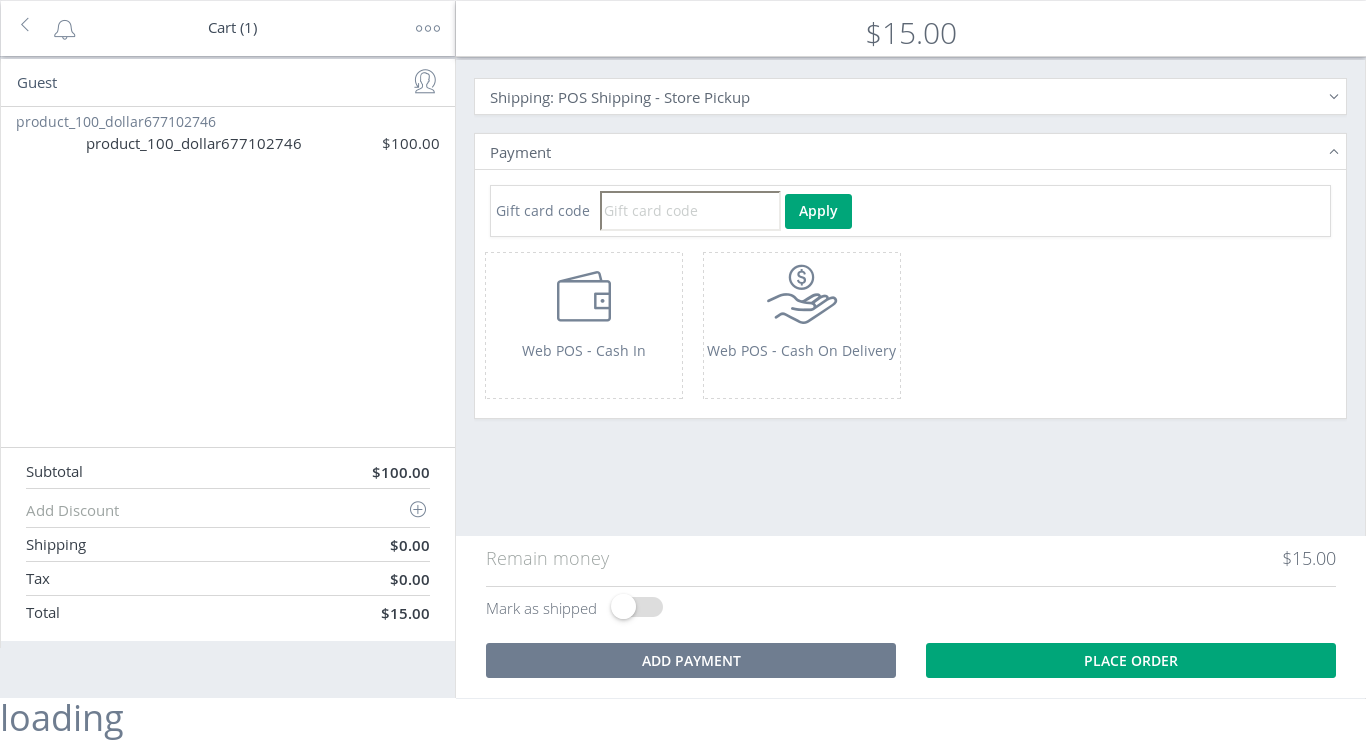 Cart (1)
Guest
product_100_dollar677102746
product_100_dollar677102746 $100.00
Subtotal $100.00
Add Discount
Shipping $0.00
Tax $0.00
Total $15.00
loading
$15.00
Shipping: POS Shipping - Store Pickup
Payment
Gift card code Gift card code Apply
Web POS - Cash In Web POS - Cash On Delivery
Remain money $15.00
Mark as shipped
ADD PAYMENT PLACE ORDER